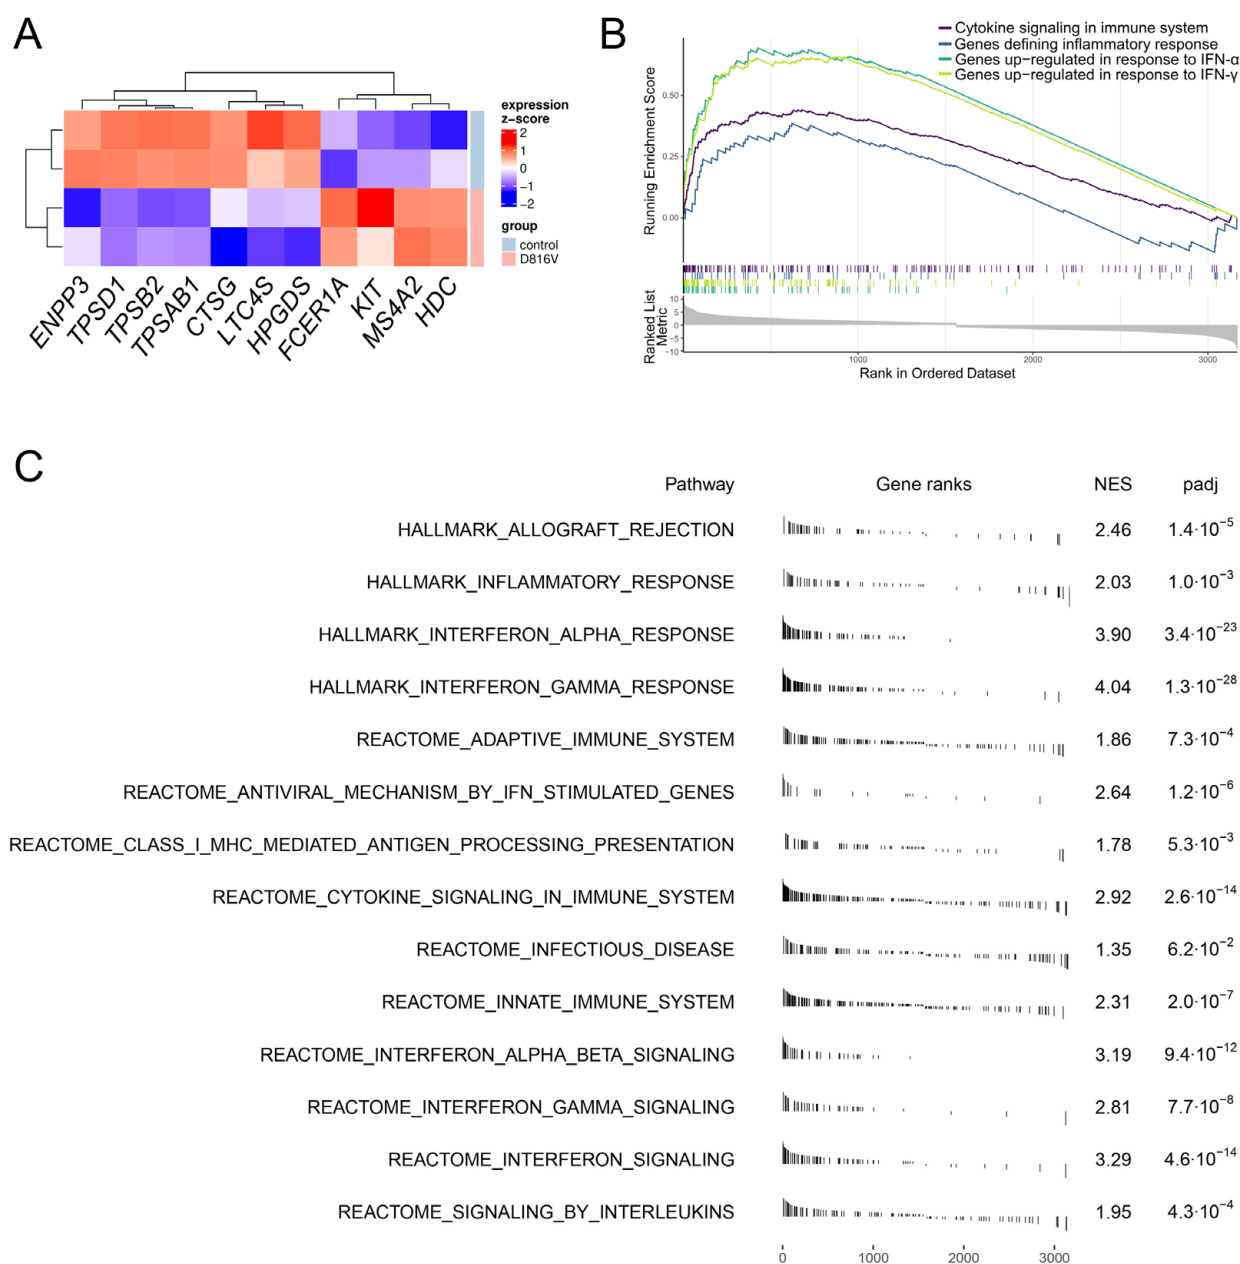 A
expression
z-score
2
1
0
−1
−2
group
control
D816V
ENPP3
TPSD1
TPSB2
TPSAB1
CTSG
LTC4S
HPGDS
FCER1A
KIT
MS4A2
HDC
B
Cytokine signaling in immune system
Genes defining inflammatory response
Genes up−regulated in response to IFN-α
Genes up−regulated in response to IFN-γ
Running Enrichment Score
0.50
0.25
0.00
Ranked List
Metric
10
5
0
−5
−10
1000
2000
3000
Rank in Ordered Dataset
C
Pathway Gene ranks NES padj
HALLMARK_ALLOGRAFT_REJECTION 2.46 1.4·10⁻⁵
HALLMARK_INFLAMMATORY_RESPONSE 2.03 1.0·10⁻³
HALLMARK_INTERFERON_ALPHA_RESPONSE 3.90 3.4·10⁻²³
HALLMARK_INTERFERON_GAMMA_RESPONSE 4.04 1.3·10⁻²⁸
REACTOME_ADAPTIVE_IMMUNE_SYSTEM 1.86 7.3·10⁻⁴
REACTOME_ANTIVIRAL_MECHANISM_BY_IFN_STIMULATED_GENES 2.64 1.2·10⁻⁶
REACTOME_CLASS_I_MHC_MEDIATED_ANTIGEN_PROCESSING_PRESENTATION 1.78 5.3·10⁻³
REACTOME_CYTOKINE_SIGNALING_IN_IMMUNE_SYSTEM 2.92 2.6·10⁻¹⁴
REACTOME_INFECTIOUS_DISEASE 1.35 6.2·10⁻²
REACTOME_INNATE_IMMUNE_SYSTEM 2.31 2.0·10⁻⁷
REACTOME_INTERFERON_ALPHA_BETA_SIGNALING 3.19 9.4·10⁻¹²
REACTOME_INTERFERON_GAMMA_SIGNALING 2.81 7.7·10⁻⁸
REACTOME_INTERFERON_SIGNALING 3.29 4.6·10⁻¹⁴
REACTOME_SIGNALING_BY_INTERLEUKINS 1.95 4.3·10⁻⁴
0 1000 2000 3000